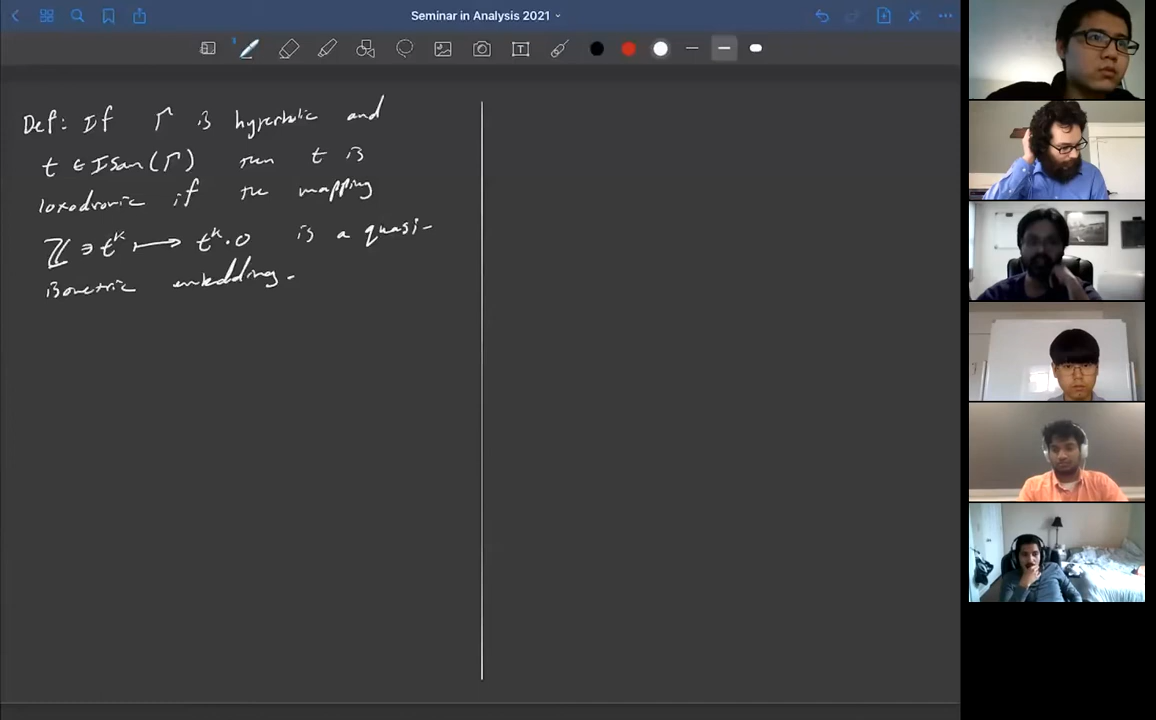 Seminar in Analysis 2021
Def: If Γ is hyperbolic and
t ∈ Isom(Γ) then t is
loxodromic if the mapping
ℤ ∋ t^k ⟼ t^k · o is a quasi-
isometric embedding.